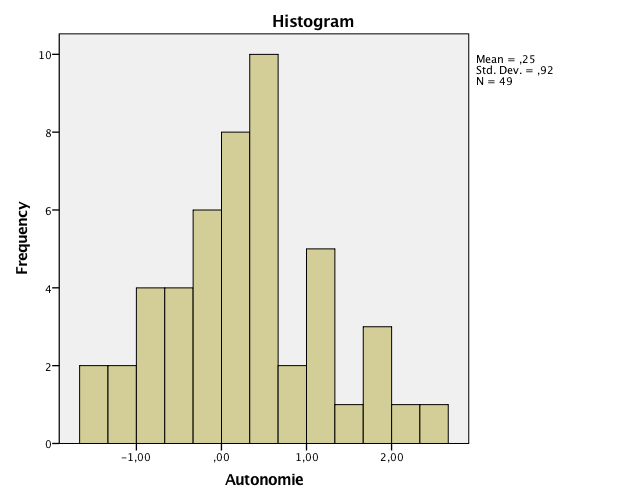 Histogram
10
8
6
4
2
0
Frequency
−1,00
,00
1,00
2,00
Autonomie
Mean = ,25
Std. Dev. = ,92
N = 49